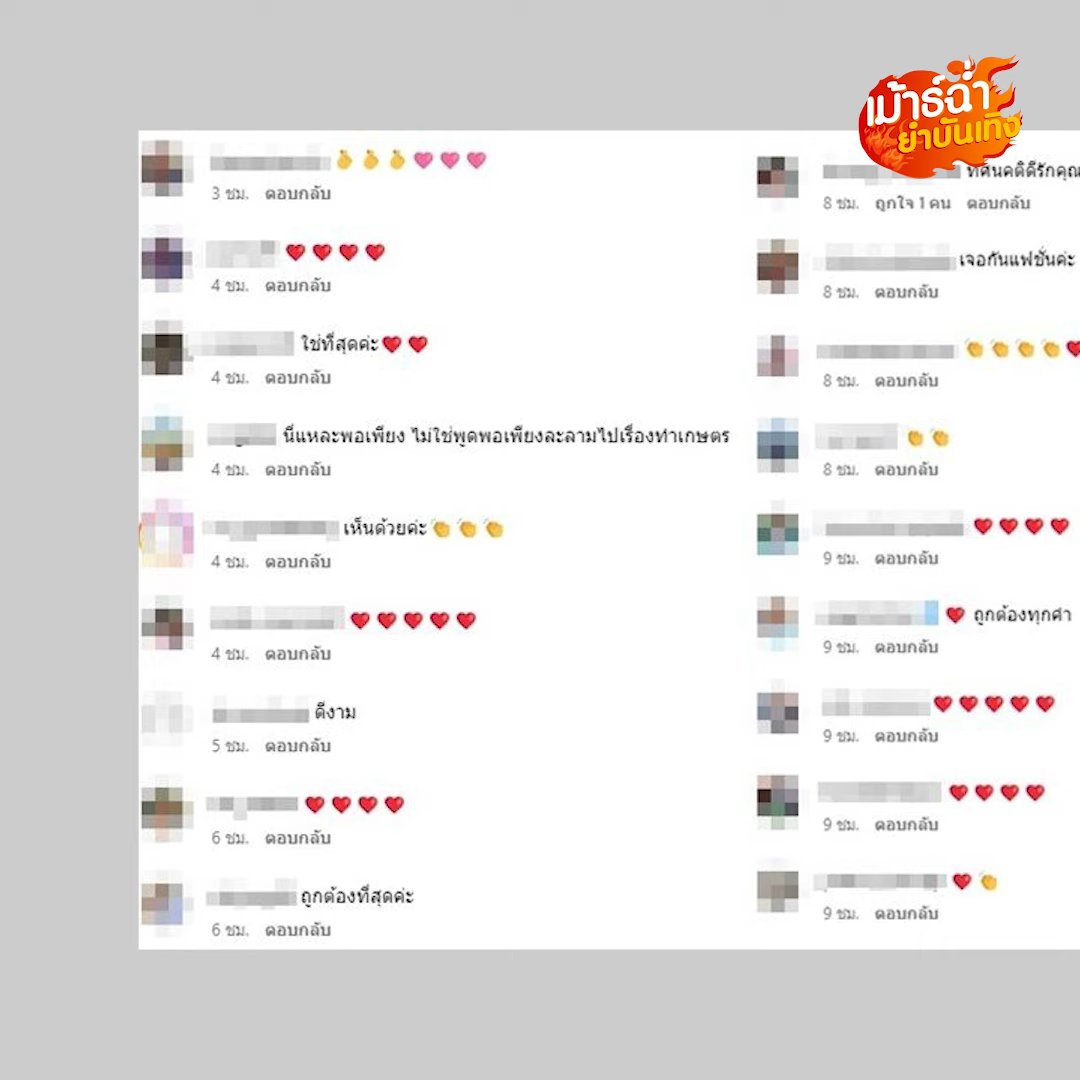 เม้าธ์ฉ่ำ
ยำบันเทิง
3 ชม. ตอบกลับ
4 ชม. ตอบกลับ
ใช่ที่สุดค่ะ❤️❤️
4 ชม. ตอบกลับ
นี่แหละพอเพียง ไม่ใช่พูดพอเพียงละลามไปเรื่องทำเกษตร
4 ชม. ตอบกลับ
เห็นด้วยค่ะ👏👏👏
4 ชม. ตอบกลับ
❤️❤️❤️❤️❤️
4 ชม. ตอบกลับ
ดีงาม
5 ชม. ตอบกลับ
❤️❤️❤️❤️
6 ชม. ตอบกลับ
ถูกต้องที่สุดค่ะ
6 ชม. ตอบกลับ
ทัศนคติดีรักคุณ
8 ชม. ถูกใจ 1 คน ตอบกลับ
เจอกันแฟชั่นค่ะ
8 ชม. ตอบกลับ
👏👏👏👏❤️
8 ชม. ตอบกลับ
👏👏
8 ชม. ตอบกลับ
❤️❤️❤️❤️
9 ชม. ตอบกลับ
❤️ ถูกต้องทุกคำ
9 ชม. ตอบกลับ
❤️❤️❤️❤️❤️
9 ชม. ตอบกลับ
❤️❤️❤️❤️
9 ชม. ตอบกลับ
❤️👏
9 ชม. ตอบกลับ